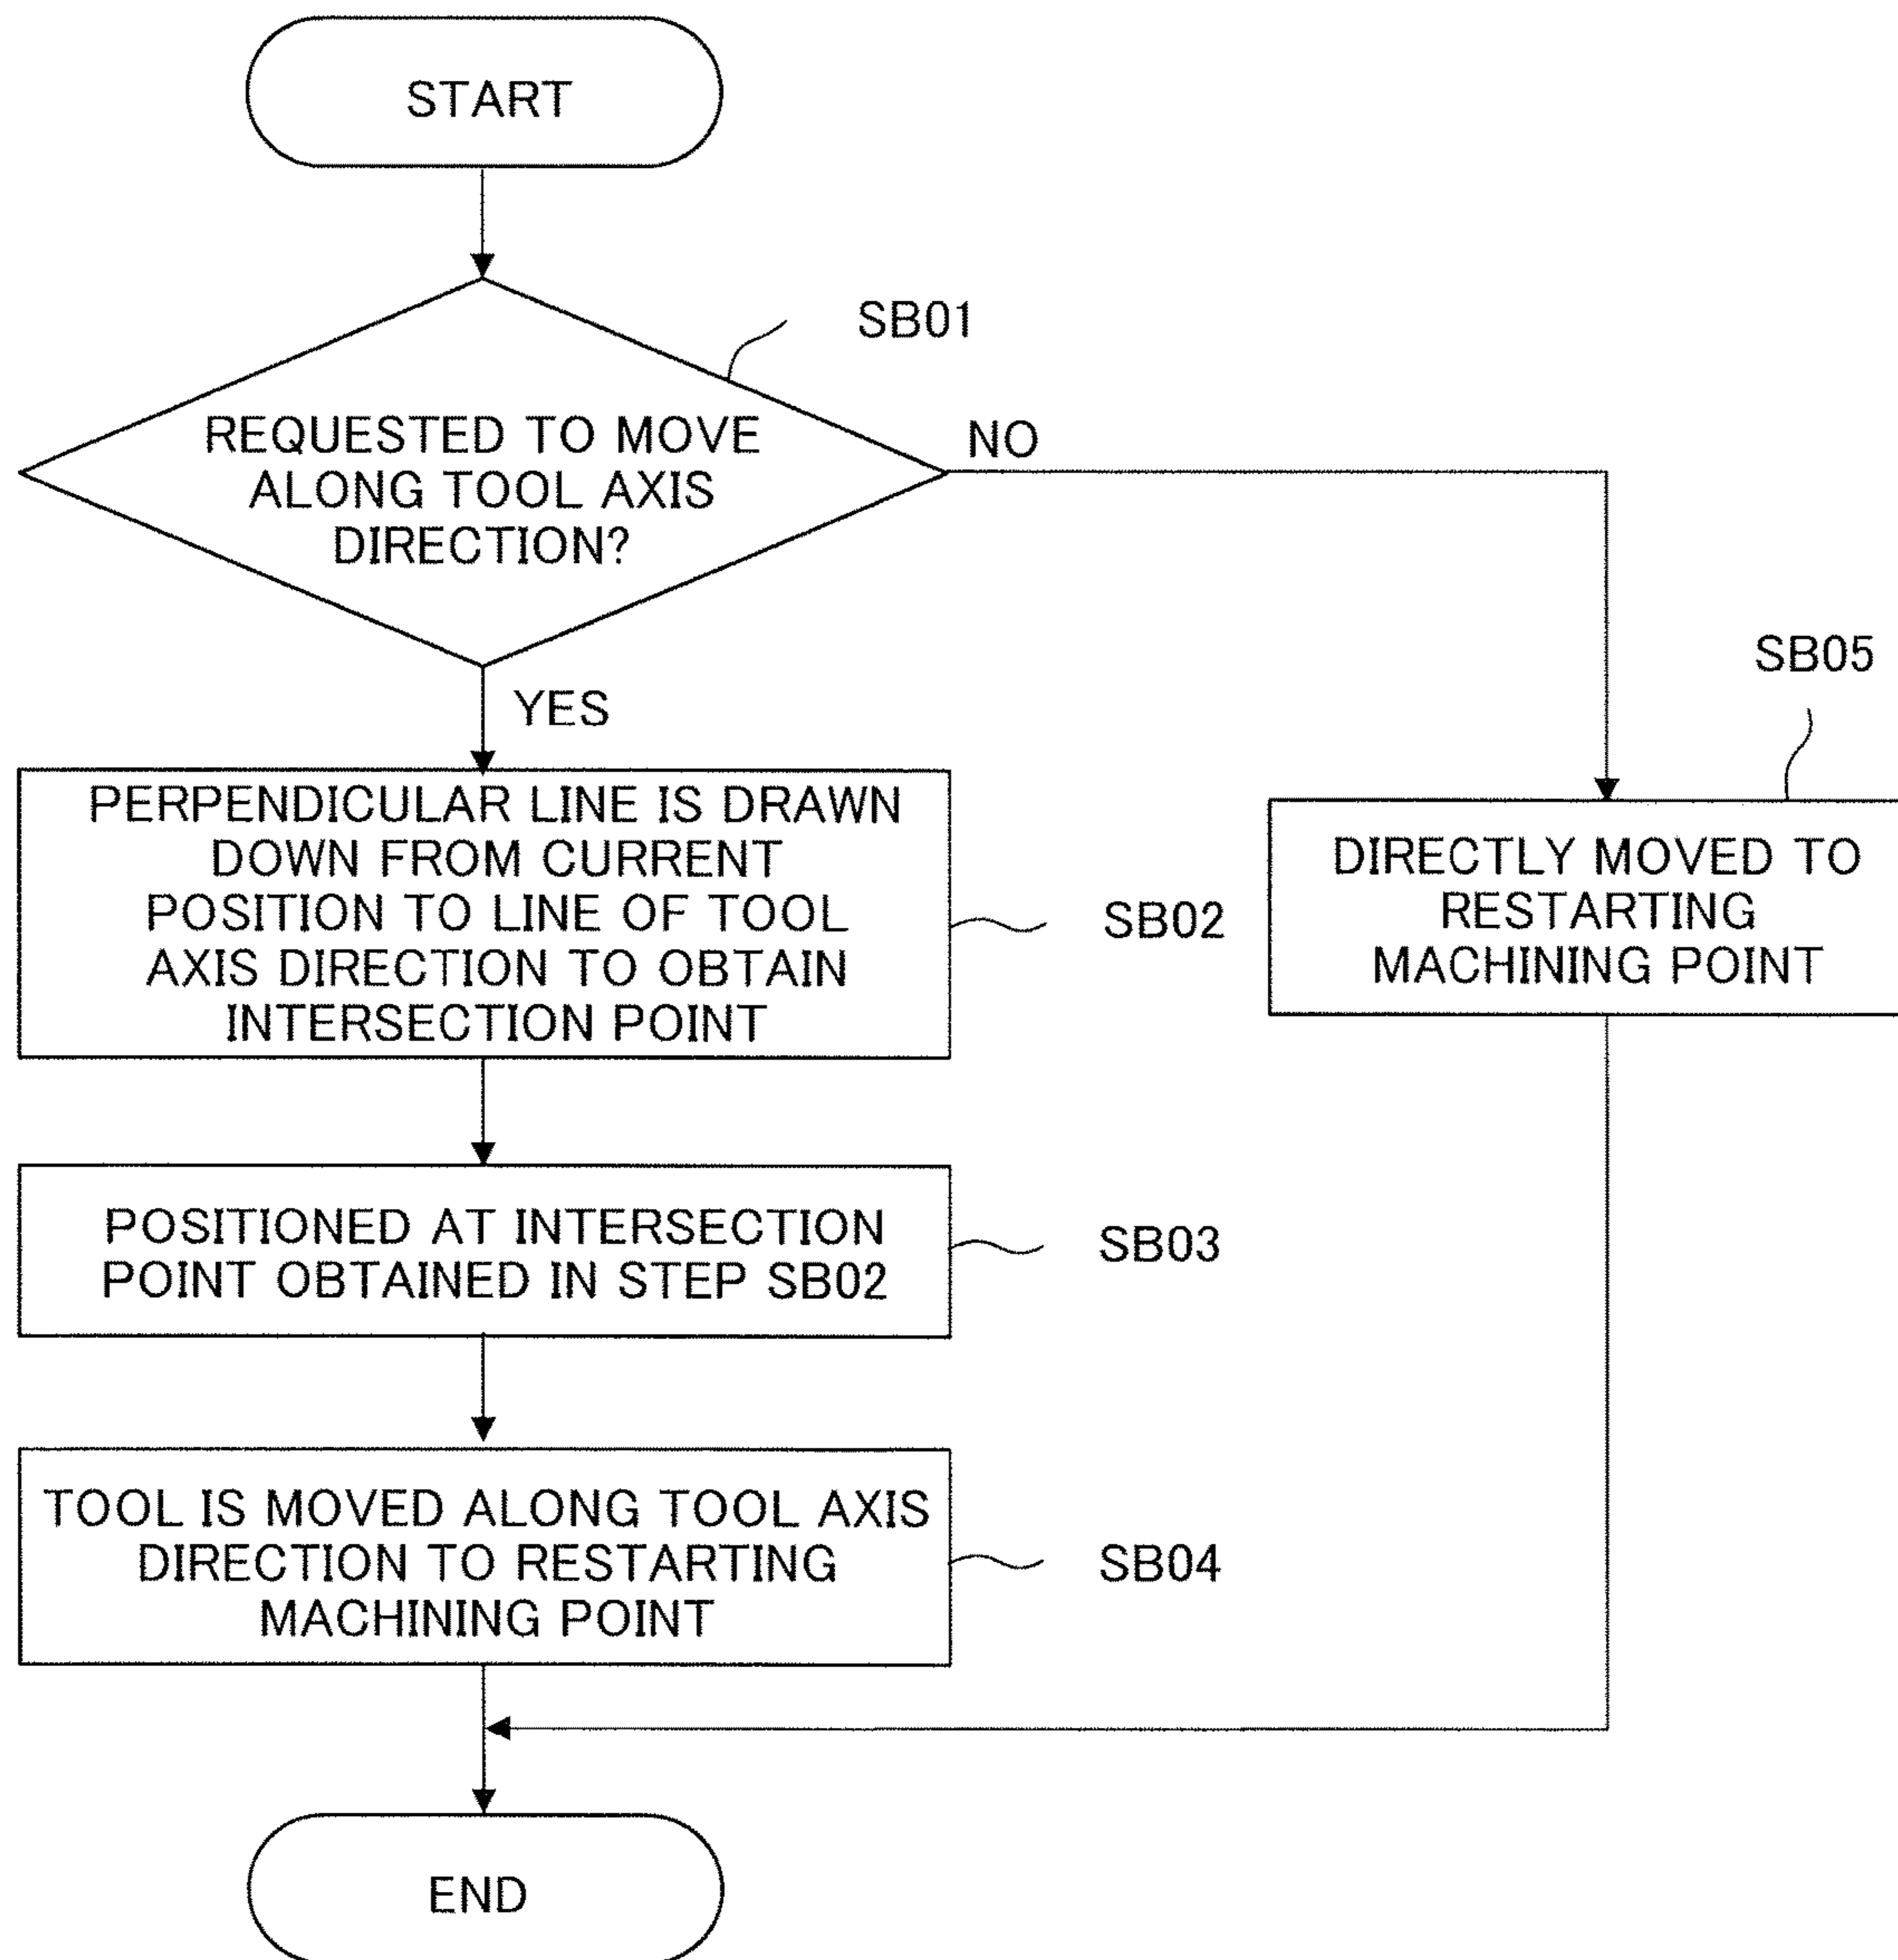 START
SB01
REQUESTED TO MOVE
ALONG TOOL AXIS
DIRECTION?
NO
YES
SB05
PERPENDICULAR LINE IS DRAWN
DOWN FROM CURRENT
POSITION TO LINE OF TOOL
AXIS DIRECTION TO OBTAIN
INTERSECTION POINT
SB02
DIRECTLY MOVED TO
RESTARTING
MACHINING POINT
POSITIONED AT INTERSECTION
POINT OBTAINED IN STEP SB02
SB03
TOOL IS MOVED ALONG TOOL AXIS
DIRECTION TO RESTARTING
MACHINING POINT
SB04
END